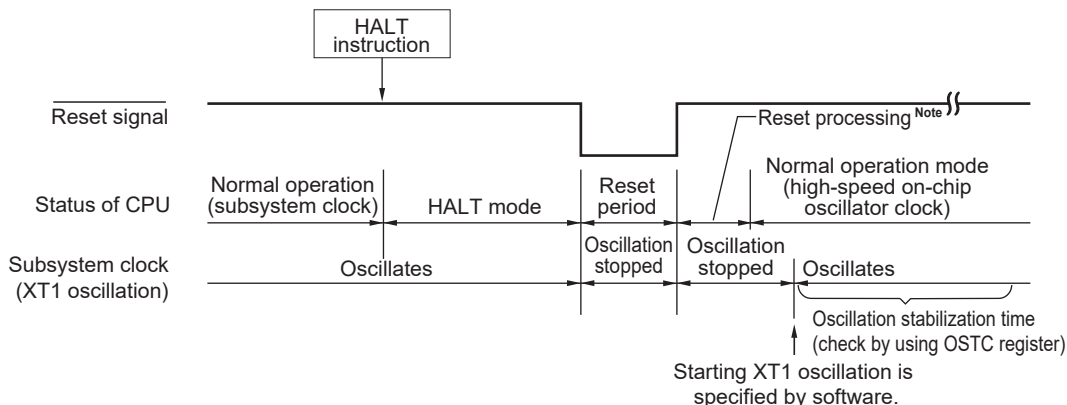 HALT
instruction
Reset signal
Reset processing Note
Status of CPU
Normal operation
(subsystem clock)
HALT mode
Reset
period
Normal operation mode
(high-speed on-chip
oscillator clock)
Subsystem clock
(XT1 oscillation)
Oscillates
Oscillation
stopped
Oscillation
stopped
Oscillates
Oscillation stabilization time
(check by using OSTC register)
Starting XT1 oscillation is
specified by software.